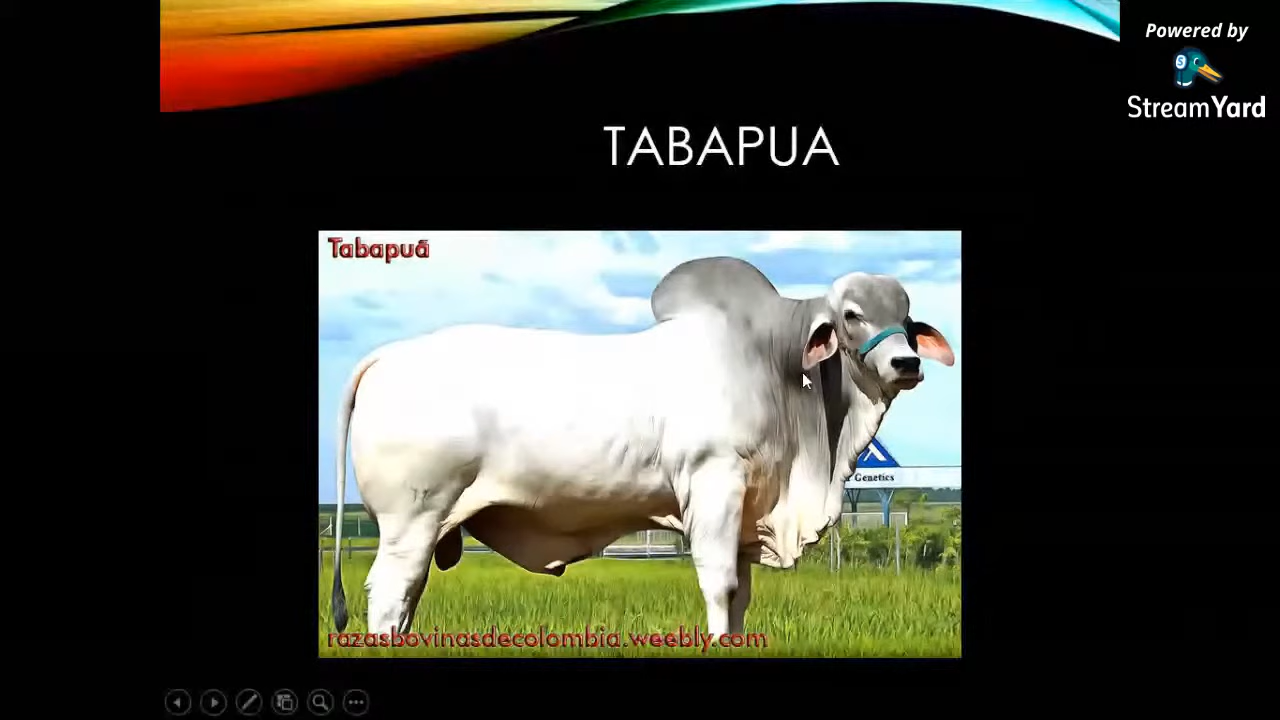 Powered by
StreamYard
TABAPUA
Tabapuã
Genetics
razasbovinasdecolombia.weebly.com